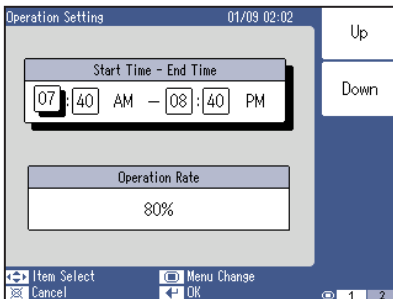 Operation Setting 01/09 02:02
Up
Start Time - End Time
07 : 40 AM – 08 : 40 PM
Down
Operation Rate
80%
Item Select Menu Change
Cancel OK
1 2